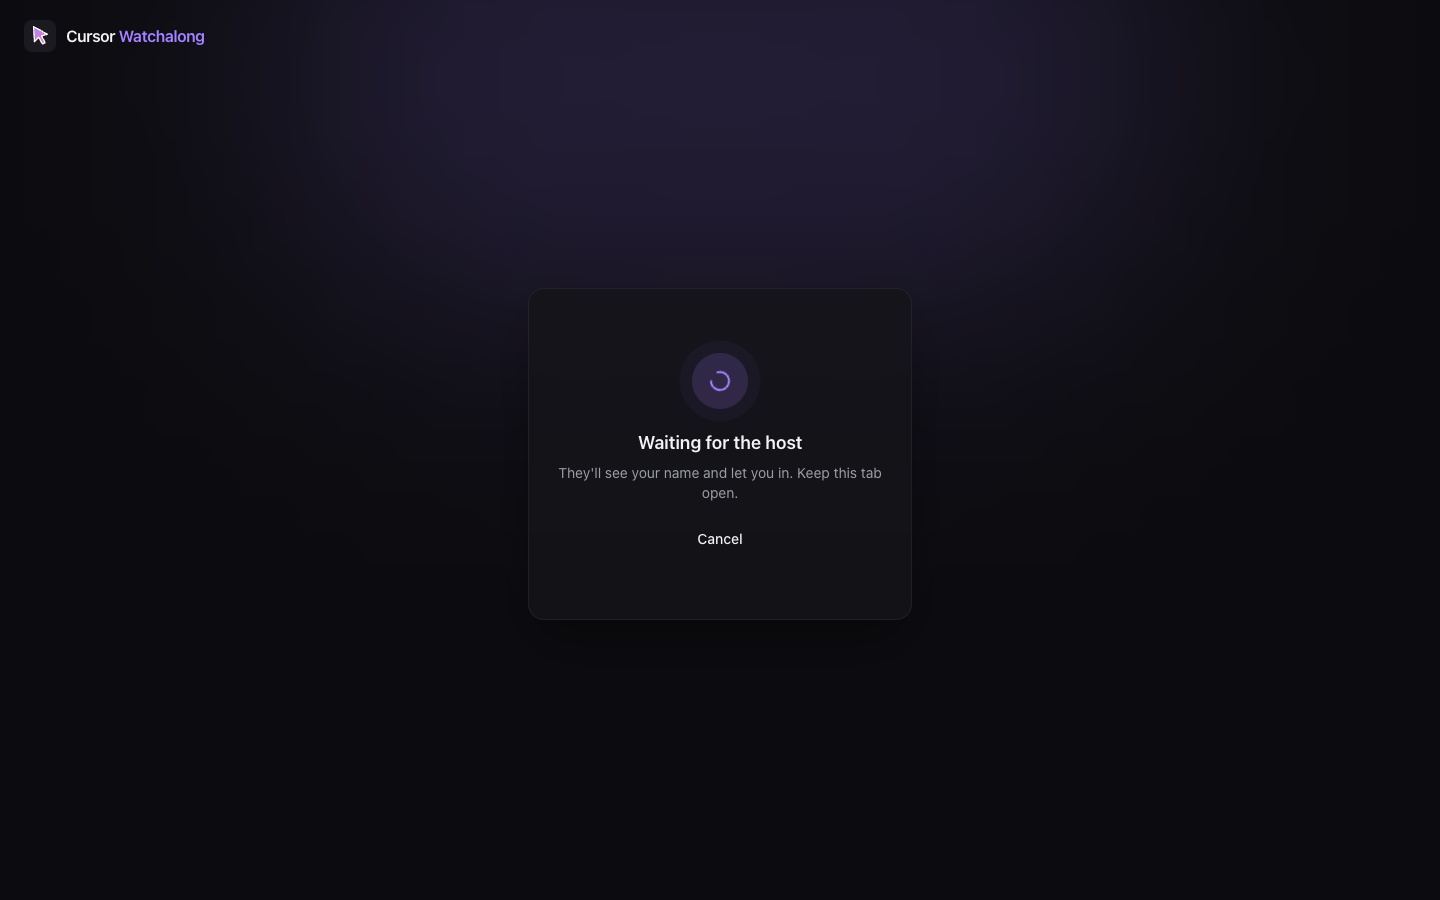 Cursor Watchalong
Waiting for the host
They'll see your name and let you in. Keep this tab
open.
Cancel